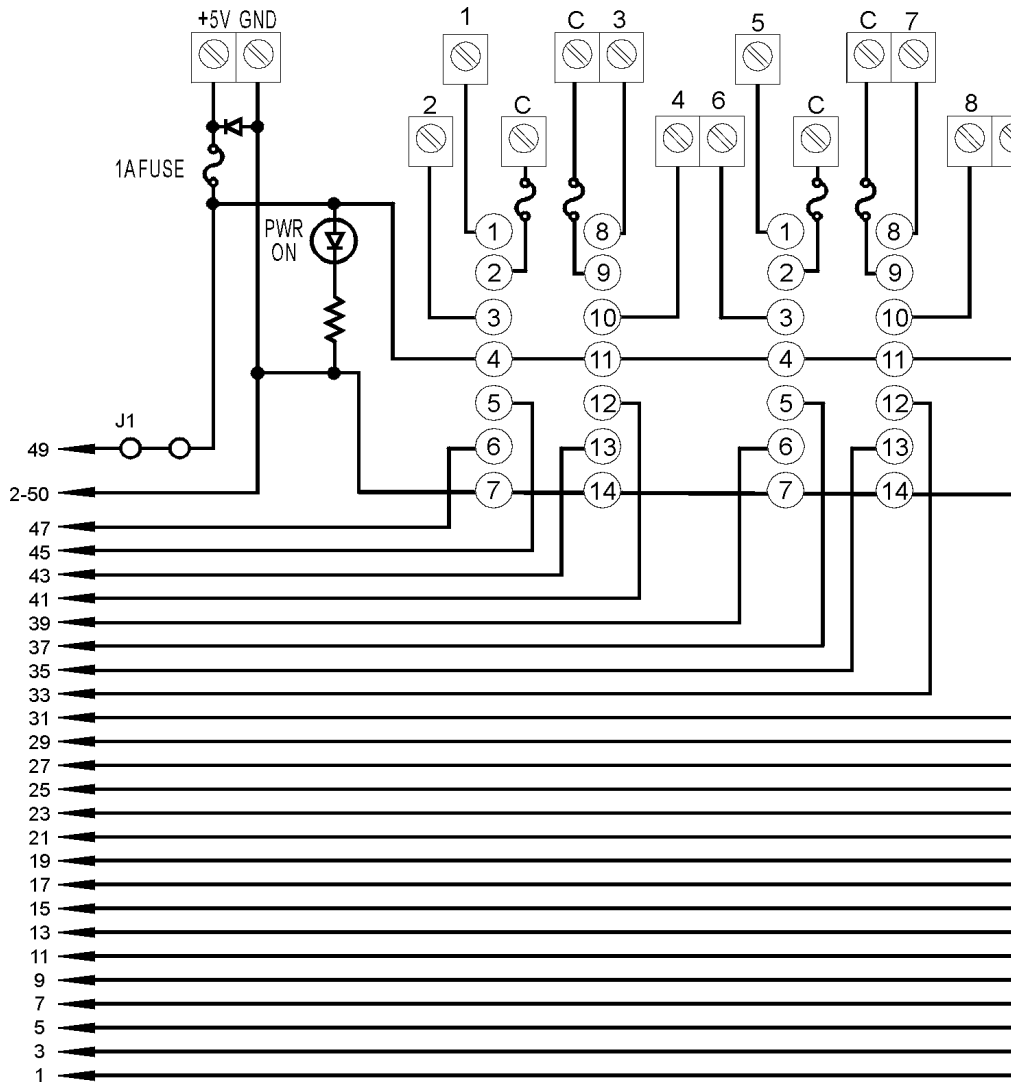 +5V GND
1
C 3
5
C 7
2
C
4 6
C
8
1AFUSE
PWR
ON
1 8 1 8
2 9 2 9
3 10 3 10
4 11 4 11
5 12 5 12
J1
6 13 6 13
49
7 14 7 14
2-50
47
45
43
41
39
37
35
33
31
29
27
25
23
21
19
17
15
13
11
9
7
5
3
1